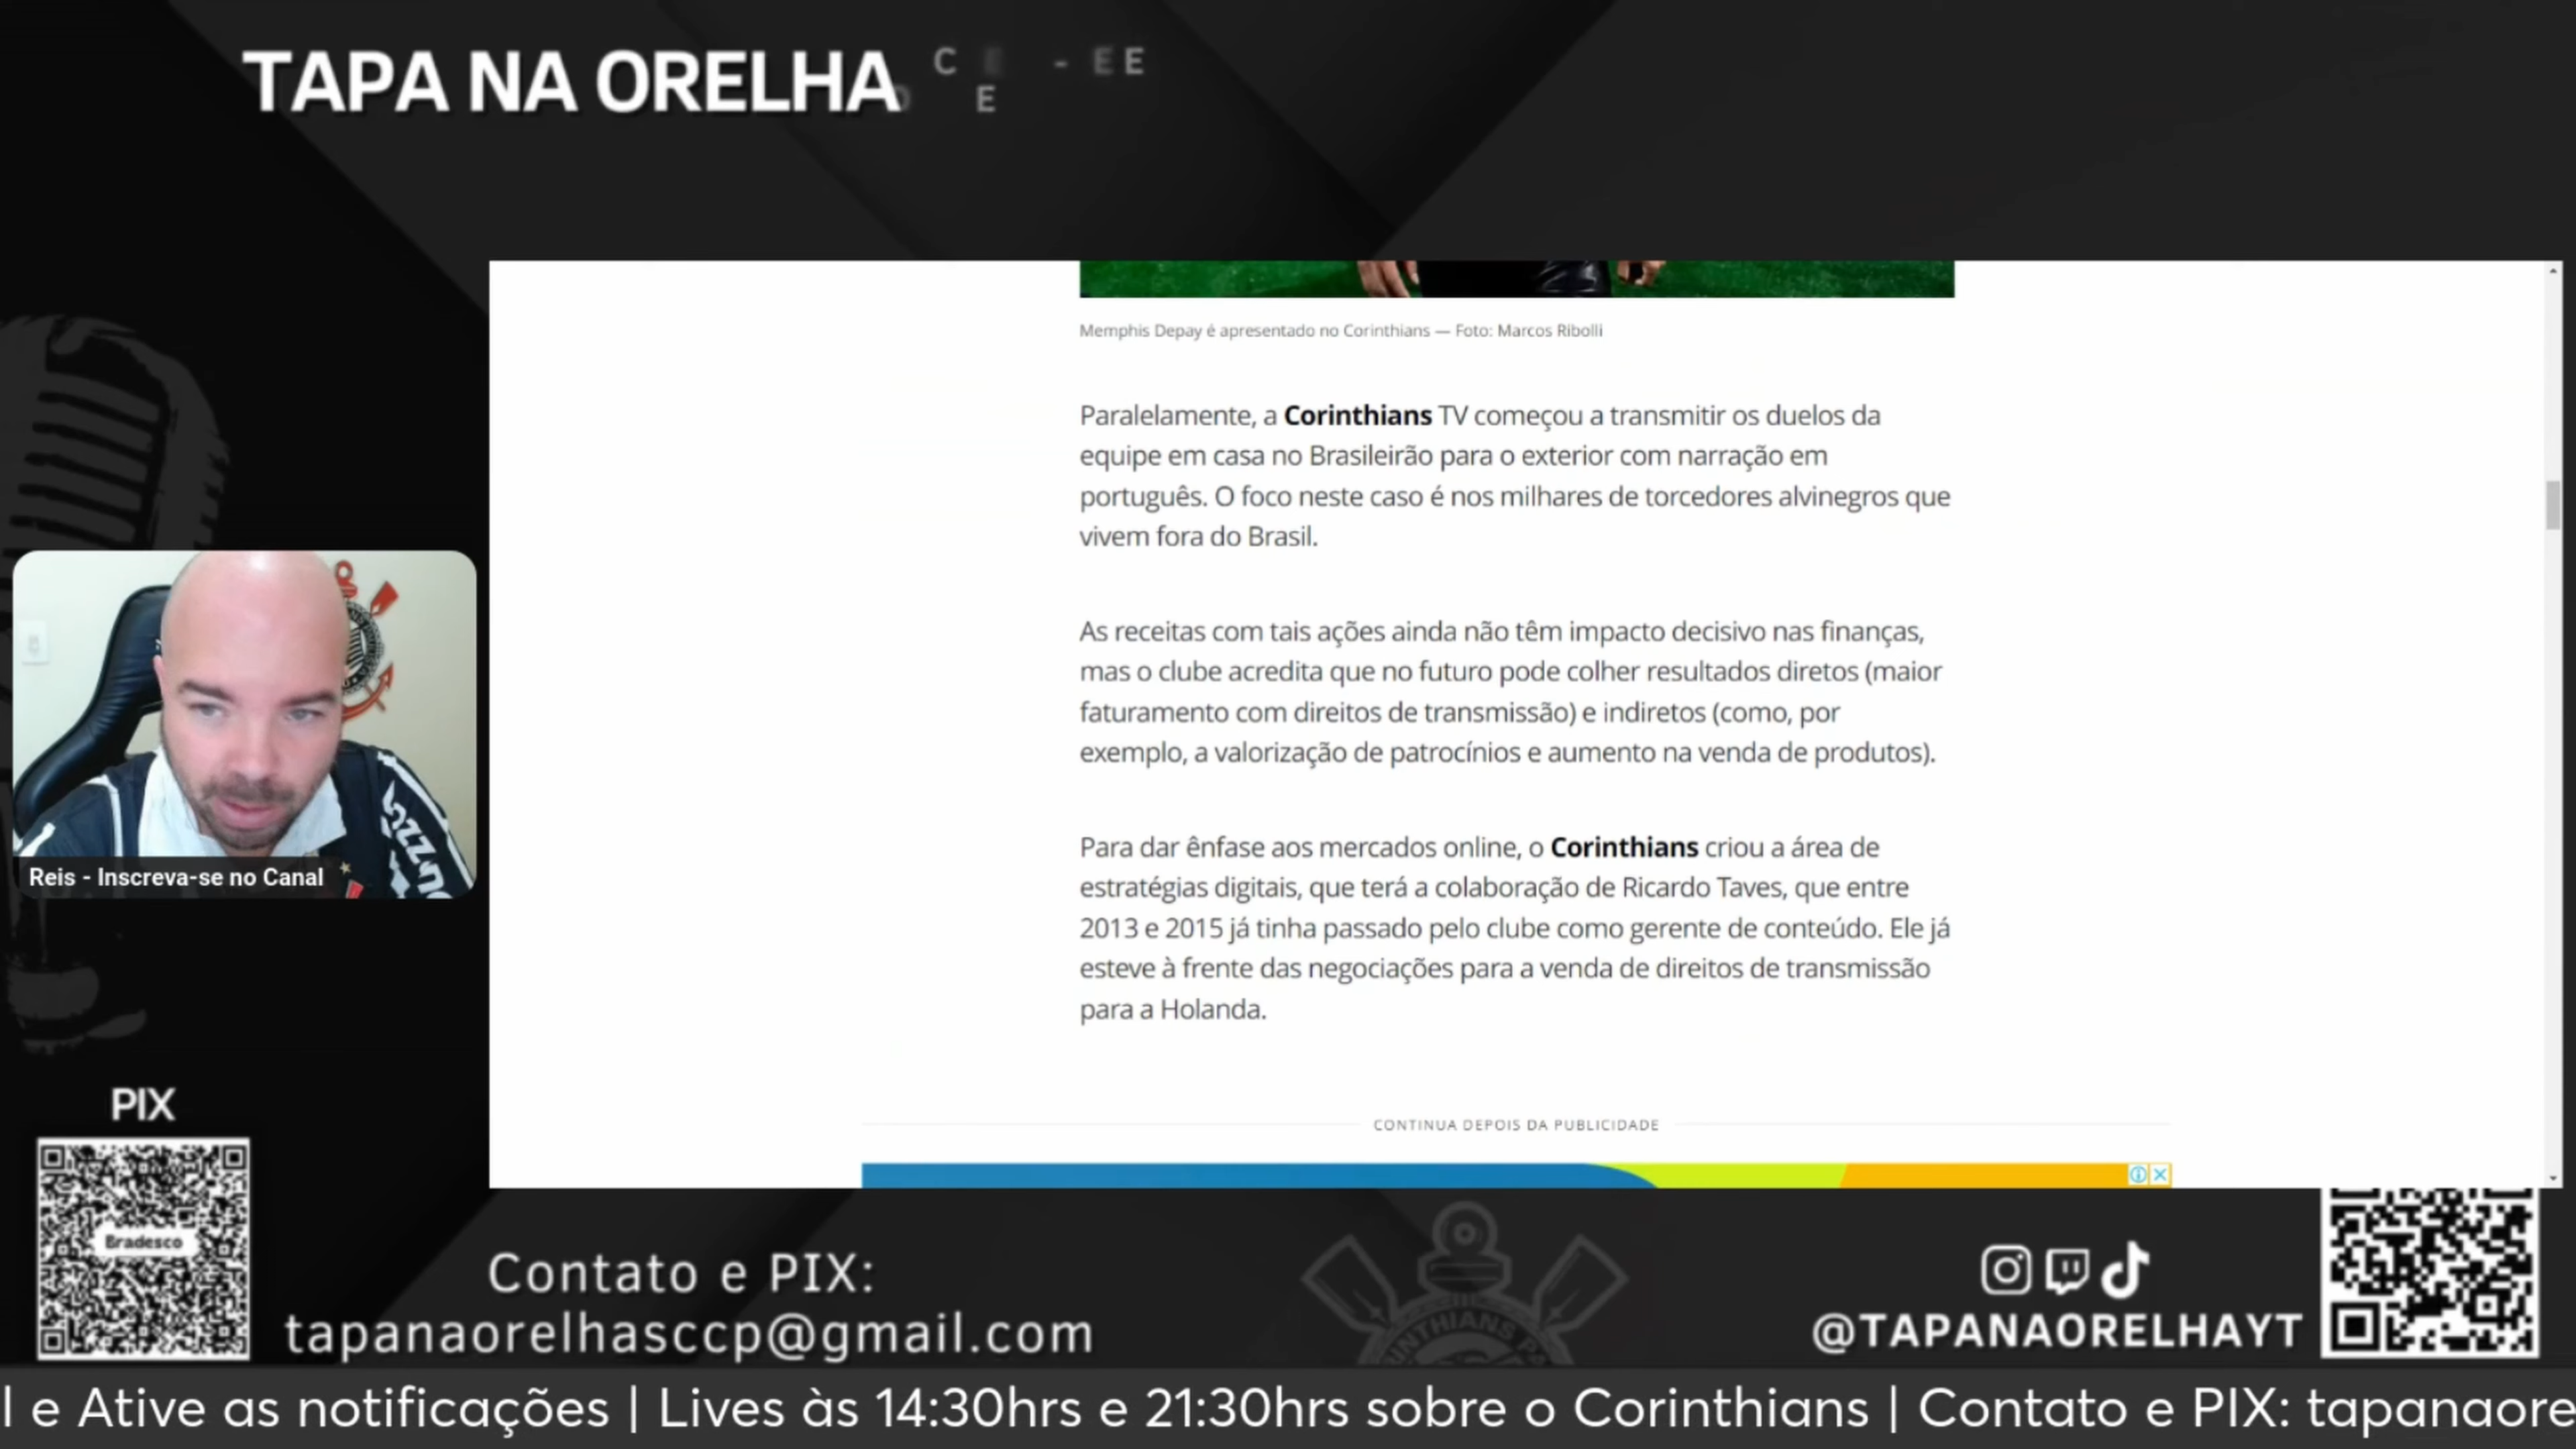 TAPA NA ORELHA
C E - EE
E
Memphis Depay é apresentado no Corinthians — Foto: Marcos Ribolli
Paralelamente, a Corinthians TV começou a transmitir os duelos da
equipe em casa no Brasileirão para o exterior com narração em
português. O foco neste caso é nos milhares de torcedores alvinegros que
vivem fora do Brasil.
As receitas com tais ações ainda não têm impacto decisivo nas finanças,
mas o clube acredita que no futuro pode colher resultados diretos (maior
faturamento com direitos de transmissão) e indiretos (como, por
exemplo, a valorização de patrocínios e aumento na venda de produtos).
Para dar ênfase aos mercados online, o Corinthians criou a área de
estratégias digitais, que terá a colaboração de Ricardo Taves, que entre
2013 e 2015 já tinha passado pelo clube como gerente de conteúdo. Ele já
esteve à frente das negociações para a venda de direitos de transmissão
para a Holanda.
CONTINUA DEPOIS DA PUBLICIDADE
Reis - Inscreva-se no Canal
PIX
Bradesco
Contato e PIX:
tapanaorelhasccp@gmail.com
@TAPANAORELHAYT
l e Ative as notificações | Lives às 14:30hrs e 21:30hrs sobre o Corinthians | Contato e PIX: tapanaore